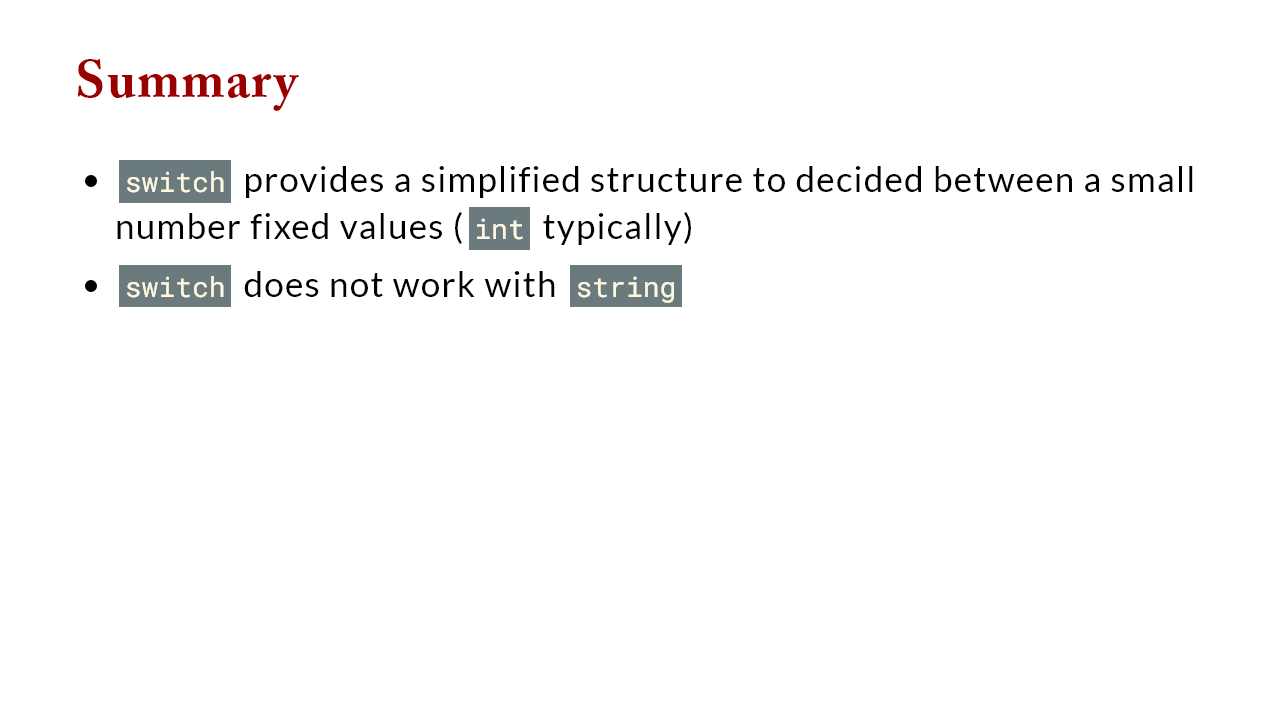 Summary
• switch provides a simplified structure to decided between a small
number fixed values ( int typically)
• switch does not work with string